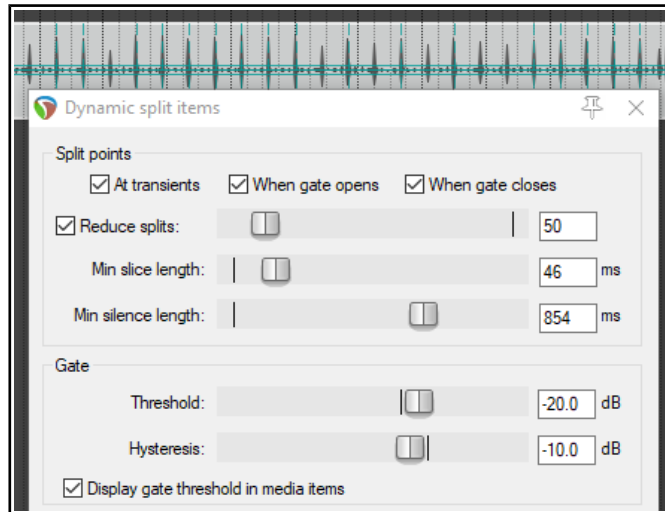 Dynamic split items
Split points
At transients When gate opens When gate closes
Reduce splits: 50
Min slice length: 46 ms
Min silence length: 854 ms
Gate
Threshold: -20.0 dB
Hysteresis: -10.0 dB
Display gate threshold in media items